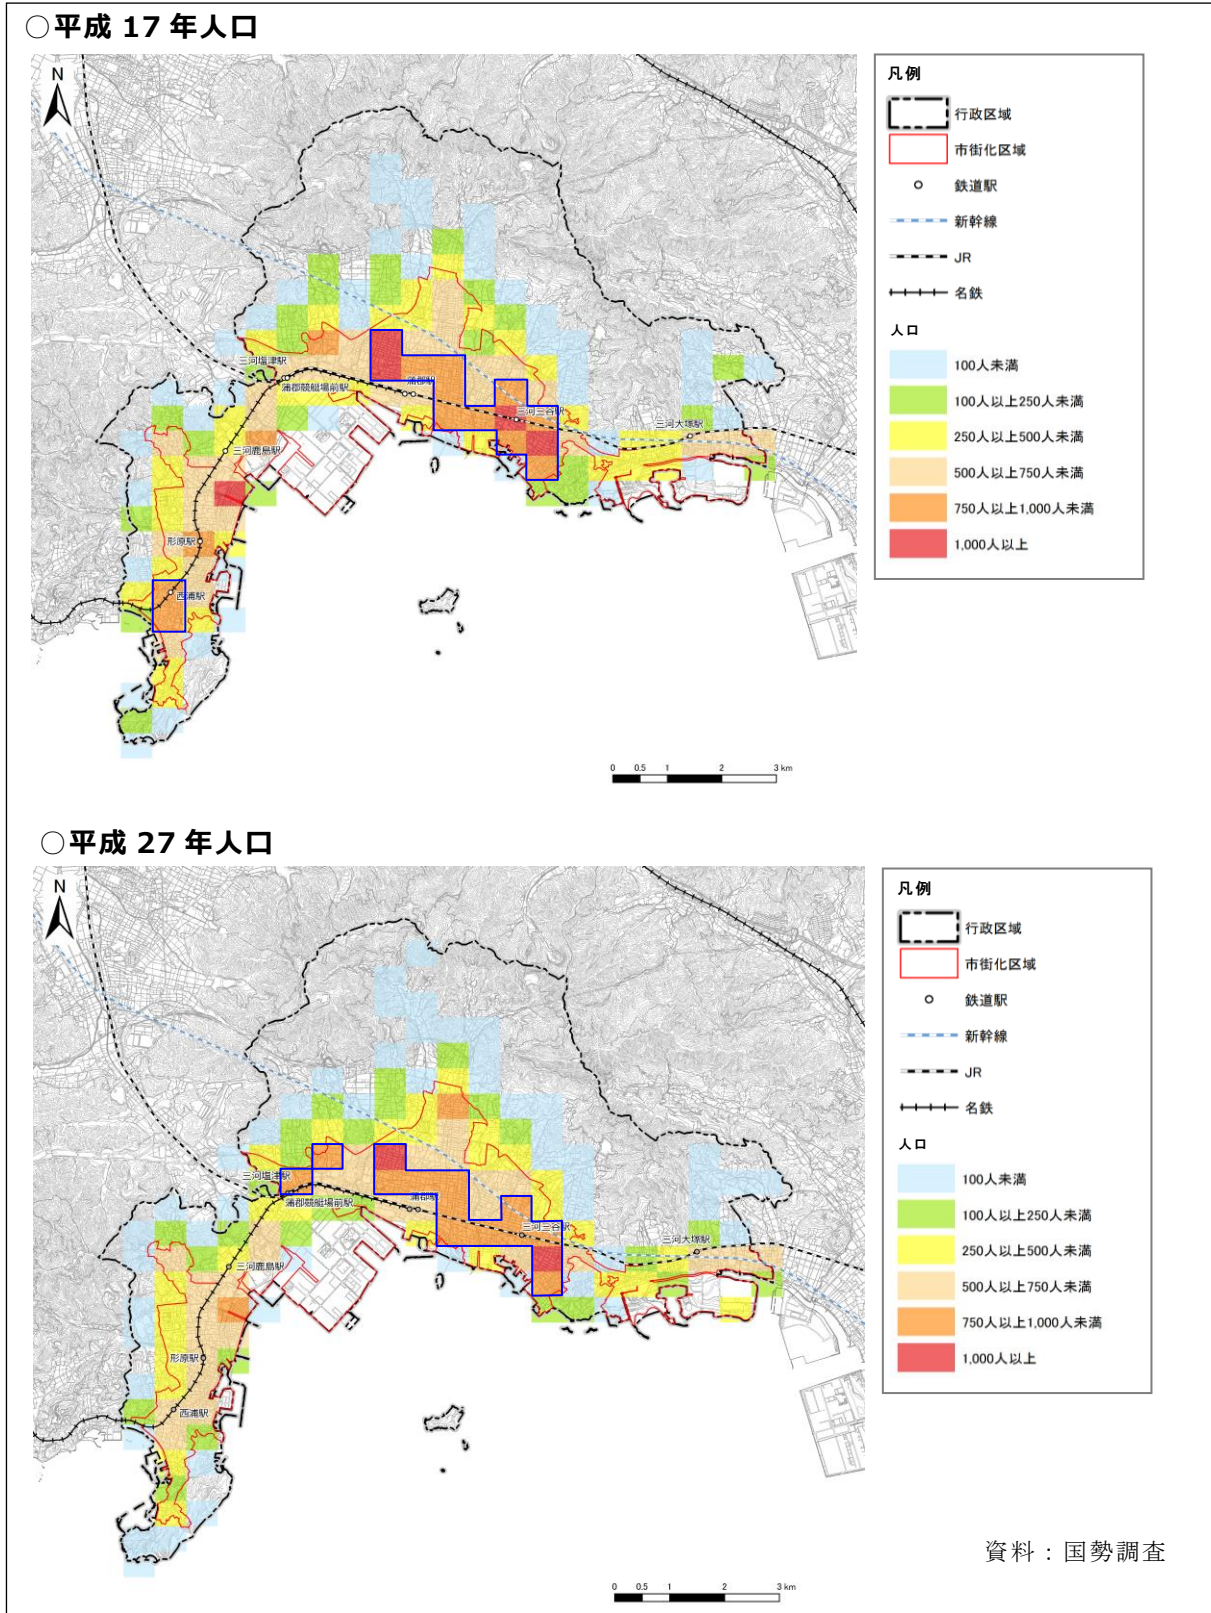 ○平成 17 年人口
N
三河塩津駅
蒲郡競艇場前駅
蒲郡駅
三河三谷駅
三河大塚駅
三河鹿島駅
形原駅
西浦駅
0 0.5 1 2 3 km
凡例
行政区域
市街化区域
鉄道駅
新幹線
JR
名鉄
人口
100人未満
100人以上250人未満
250人以上500人未満
500人以上750人未満
750人以上1,000人未満
1,000人以上
○平成 27 年人口
N
三河塩津駅
蒲郡競艇場前駅
蒲郡駅
三河三谷駅
三河大塚駅
三河鹿島駅
形原駅
西浦駅
0 0.5 1 2 3 km
凡例
行政区域
市街化区域
鉄道駅
新幹線
JR
名鉄
人口
100人未満
100人以上250人未満
250人以上500人未満
500人以上750人未満
750人以上1,000人未満
1,000人以上
資料：国勢調査